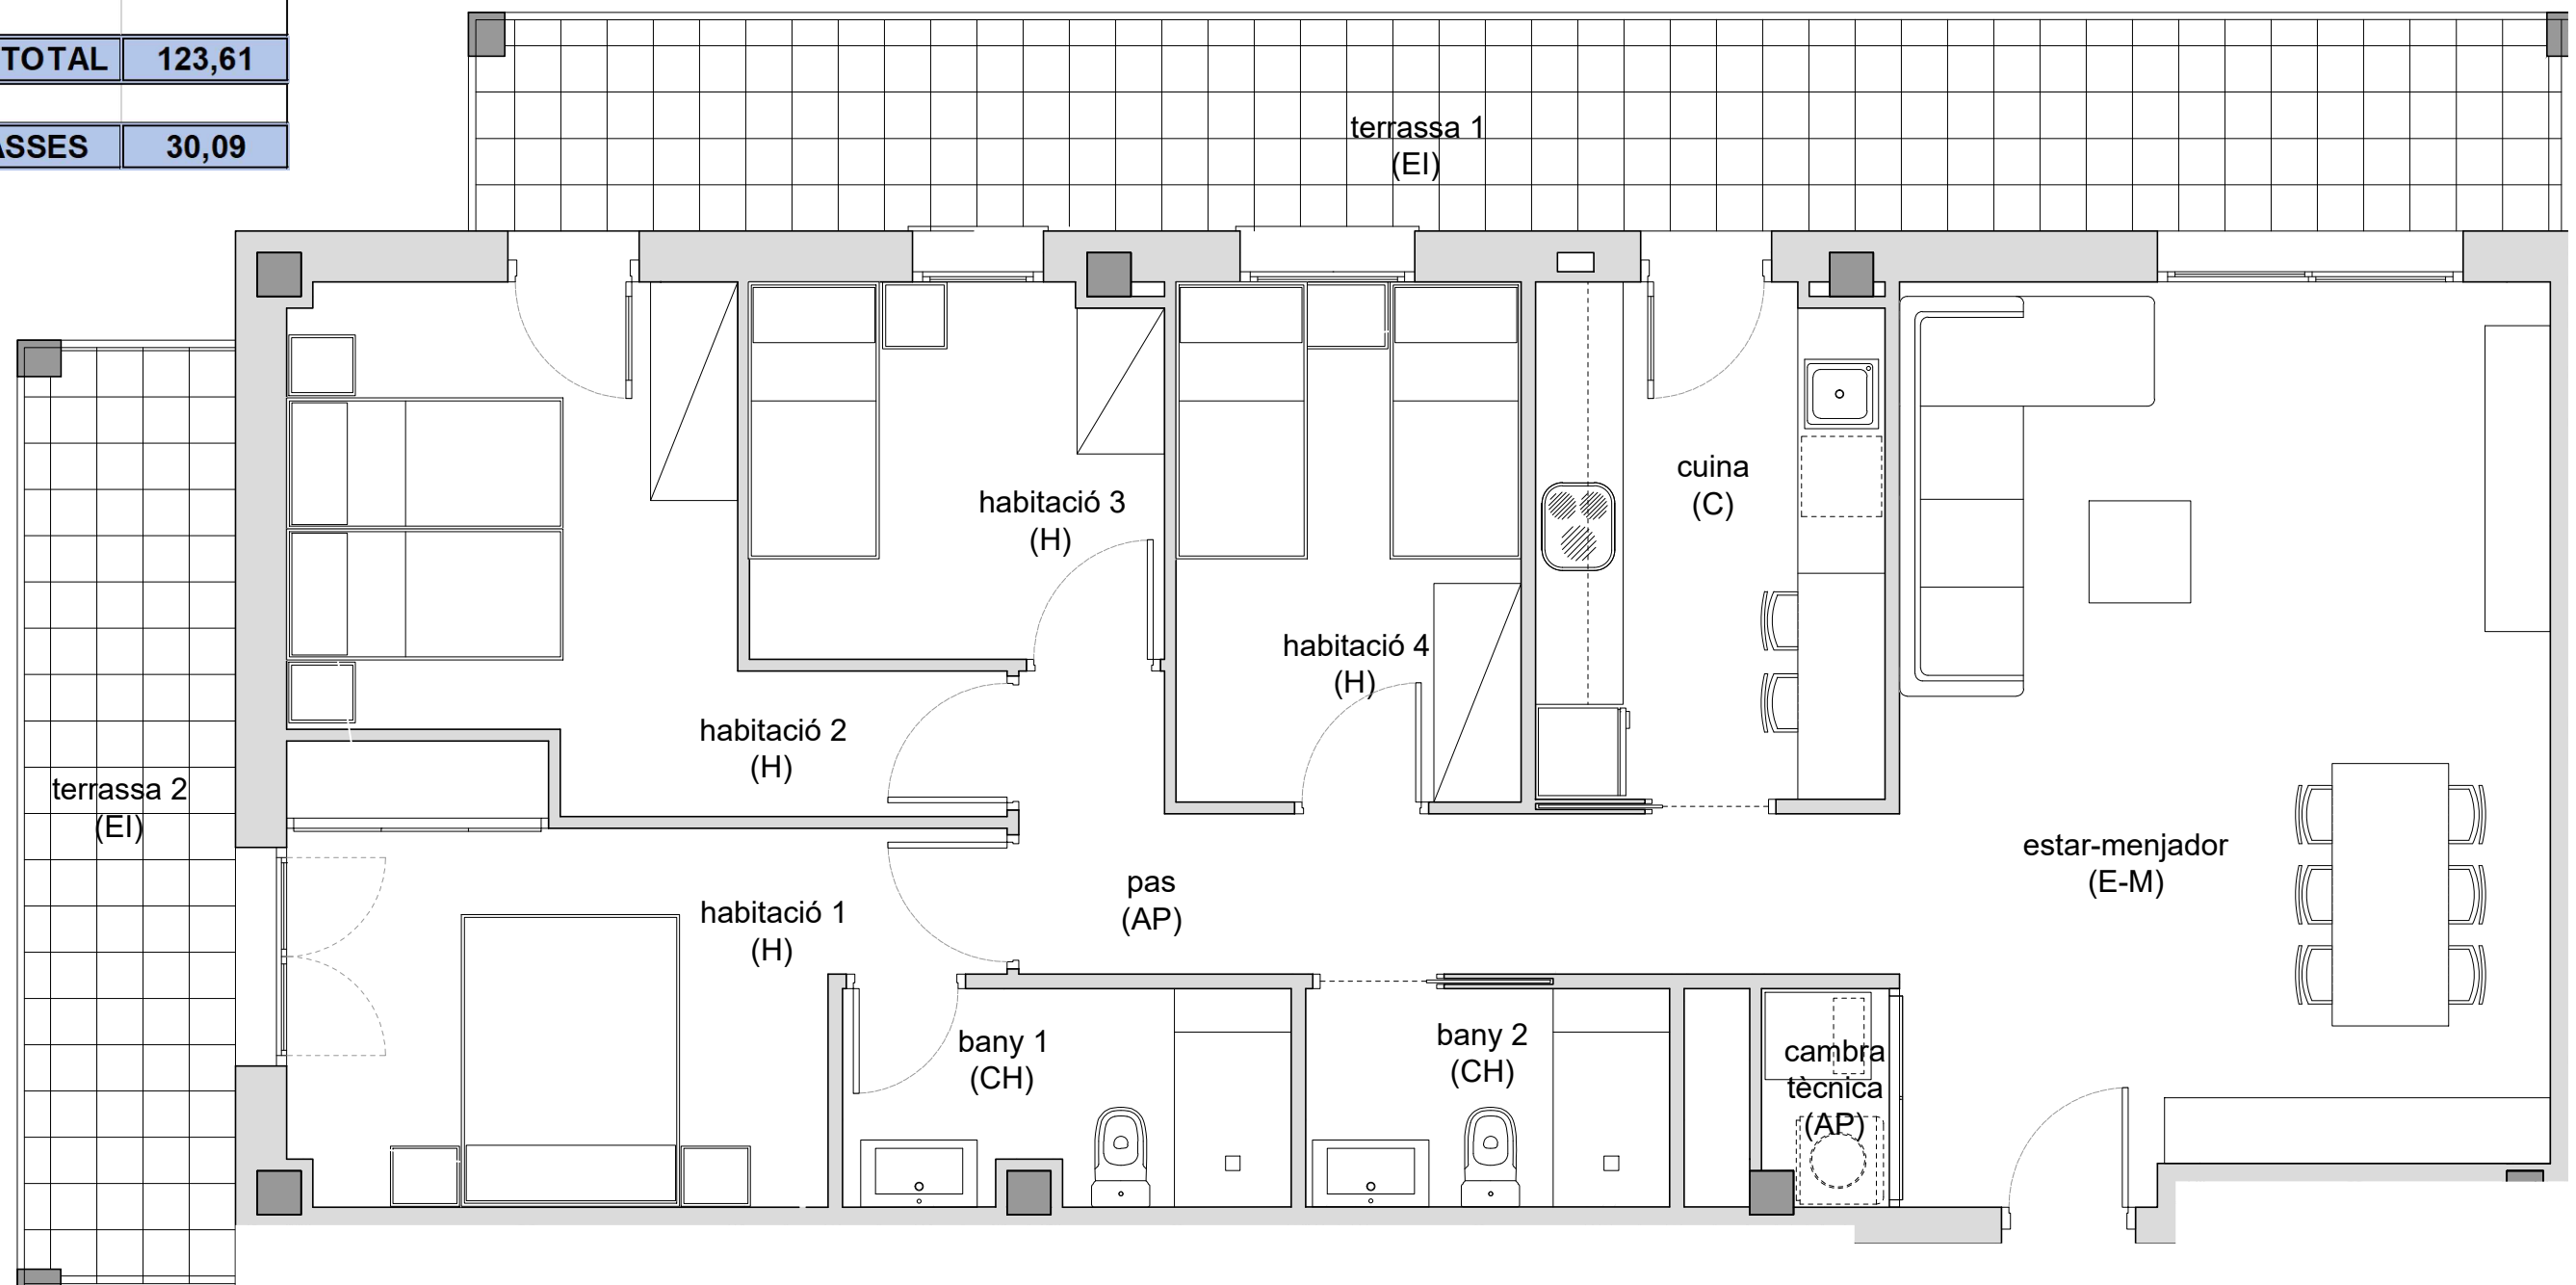 TOTAL 123,61
ASSES 30,09
terrassa 1
(EI)
habitació 3
(H)
cuina
(C)
habitació 4
(H)
habitació 2
(H)
terrassa 2
(EI)
estar-menjador
(E-M)
pas
(AP)
habitació 1
(H)
bany 1
(CH)
bany 2
(CH)
cambra
tècnica
(AP)